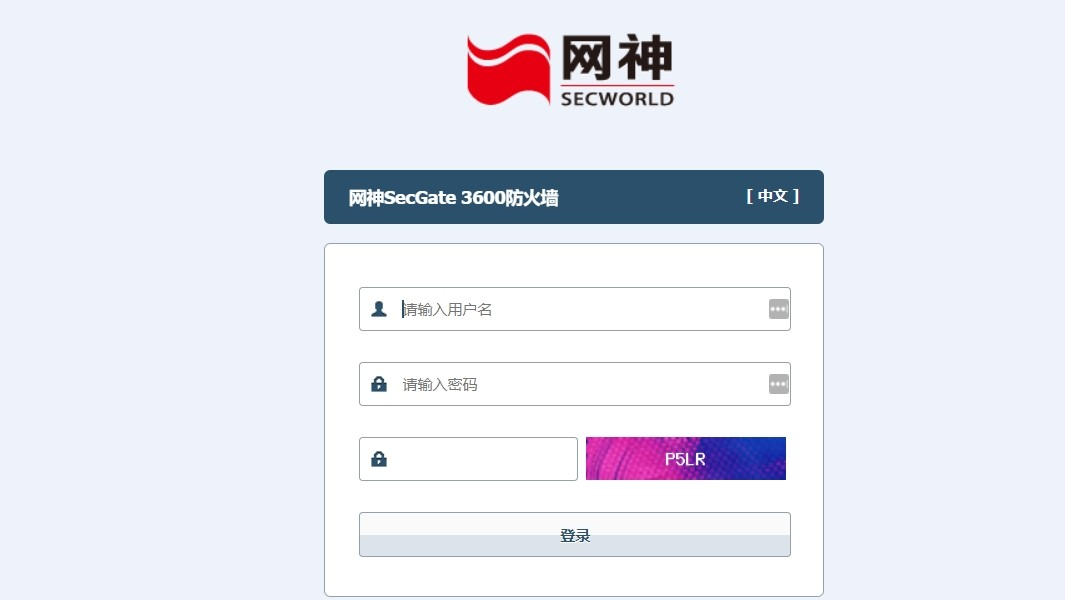 网神
SECWORLD
网神SecGate 3600防火墙
[ 中文 ]
请输入用户名
请输入密码
P5LR
登录